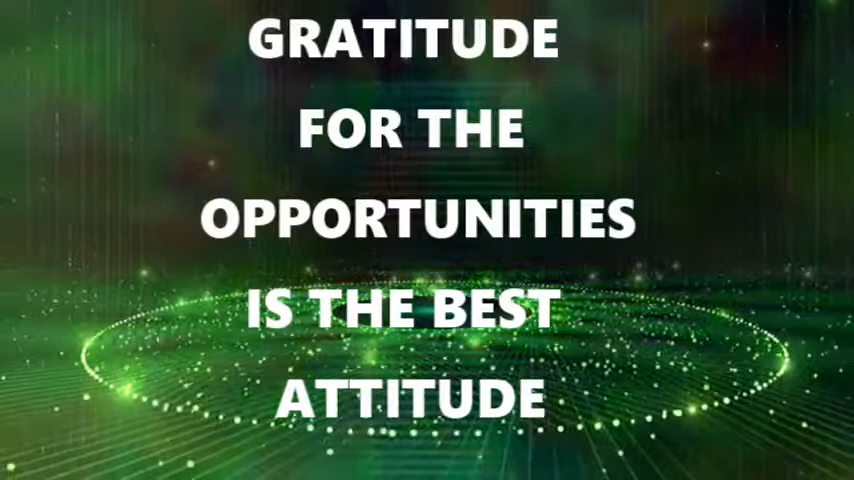 GRATITUDE
FOR THE
OPPORTUNITIES
IS THE BEST
ATTITUDE